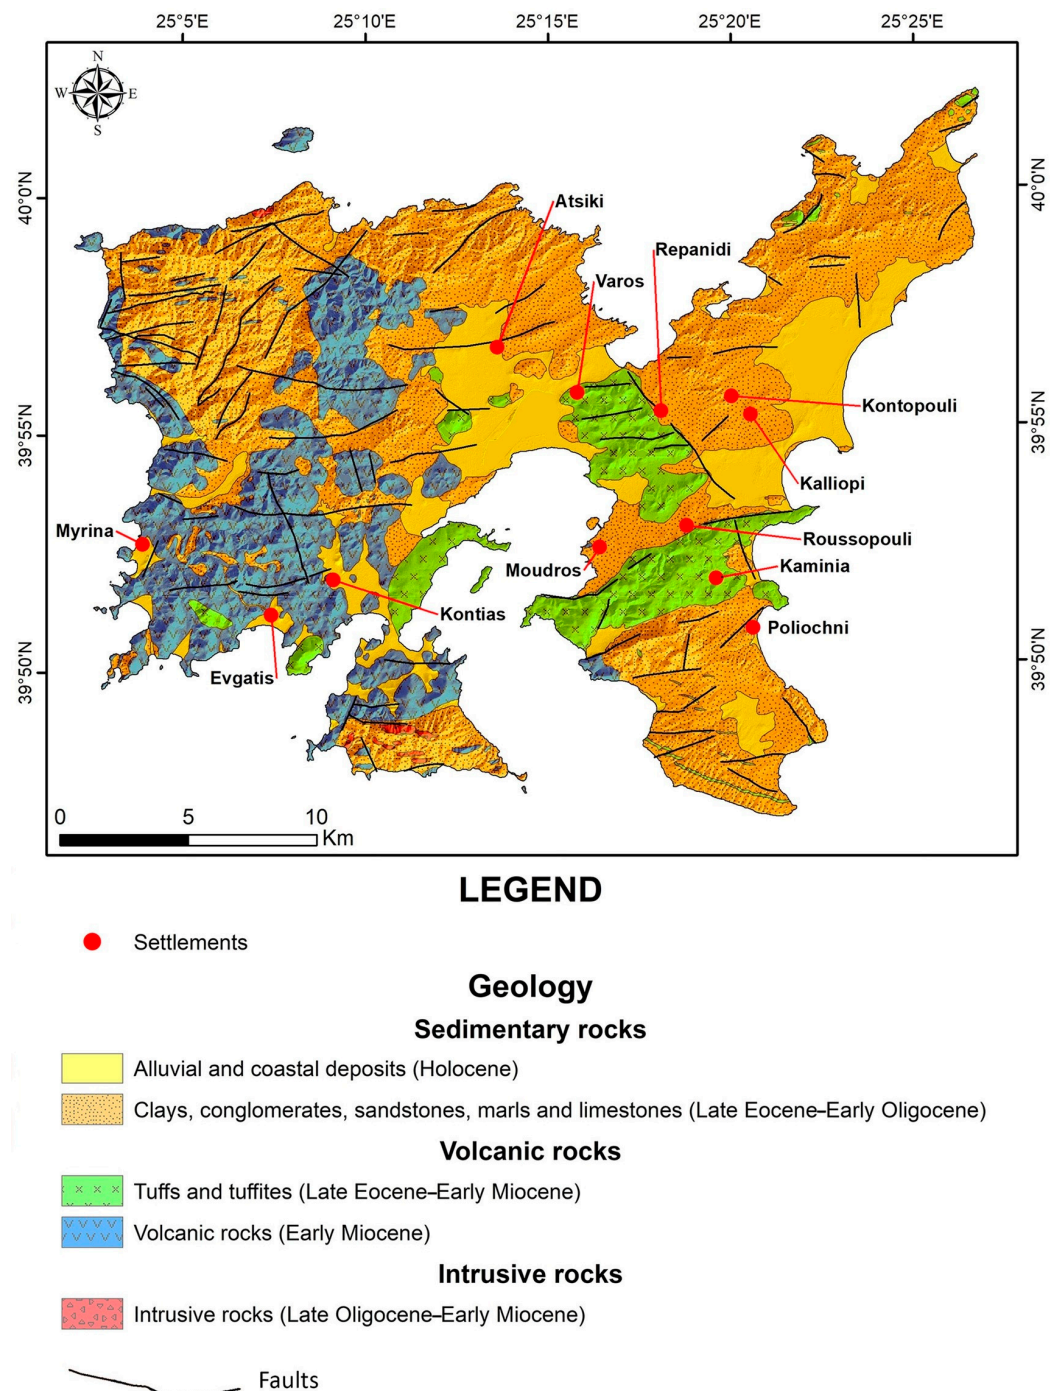 25°5'E 25°10'E 25°15'E 25°20'E 25°25'E
N
W E
S
40°0'N 40°0'N
Atsiki
Repanidi
Varos
Kontopouli
39°55'N 39°55'N
Kalliopi
Myrina
Roussopouli
Moudros
Kaminia
Kontias
Poliochni
Evgatis
39°50'N 39°50'N
0 5 10
Km
LEGEND
Settlements
Geology
Sedimentary rocks
Alluvial and coastal deposits (Holocene)
Clays, conglomerates, sandstones, marls and limestones (Late Eocene–Early Oligocene)
Volcanic rocks
Tuffs and tuffites (Late Eocene–Early Miocene)
Volcanic rocks (Early Miocene)
Intrusive rocks
Intrusive rocks (Late Oligocene–Early Miocene)
Faults